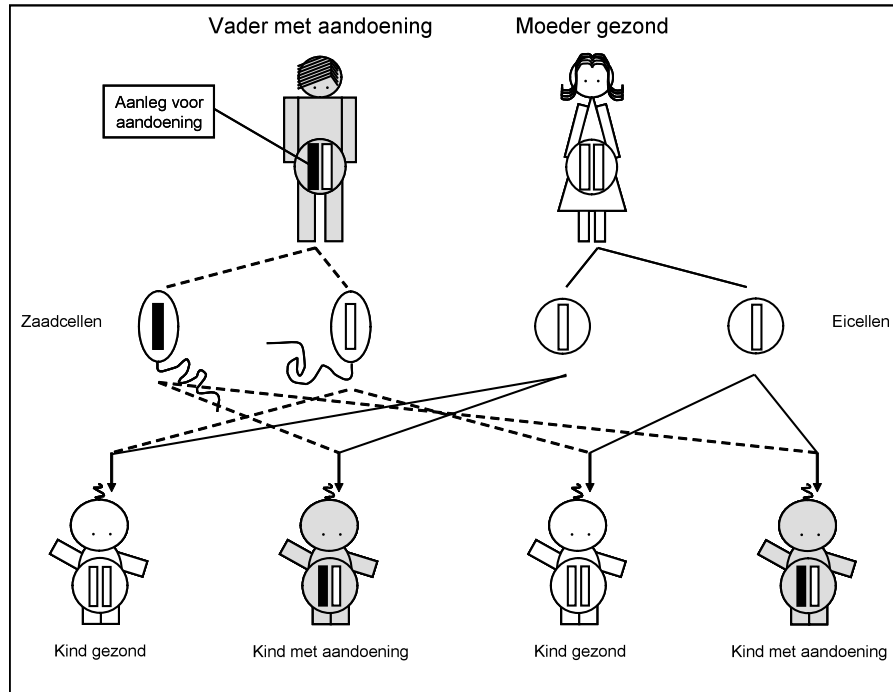 Vader met aandoening
Moeder gezond
Aanleg voor
aandoening
Zaadcellen
Eicellen
Kind gezond
Kind met aandoening
Kind gezond
Kind met aandoening